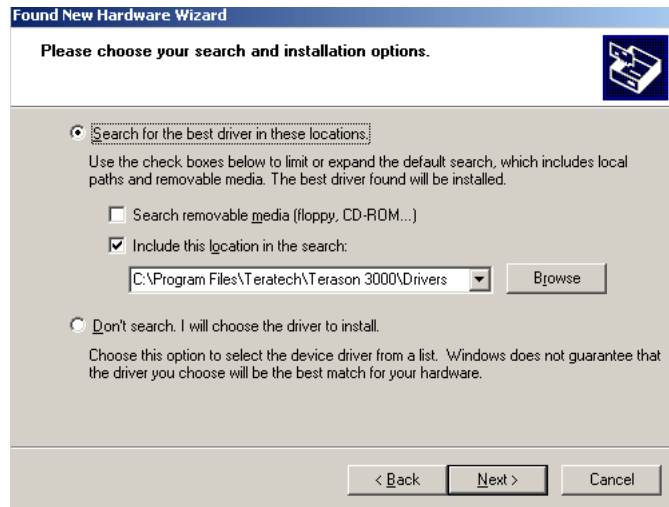 Found New Hardware Wizard
Please choose your search and installation options.
Search for the best driver in these locations.
Use the check boxes below to limit or expand the default search, which includes local
paths and removable media. The best driver found will be installed.
Search removable media (floppy, CD-ROM...)
Include this location in the search:
C:\Program Files\Teratech\Terason 3000\Drivers
Browse
Don't search. I will choose the driver to install.
Choose this option to select the device driver from a list. Windows does not guarantee that
the driver you choose will be the best match for your hardware.
< Back
Next >
Cancel